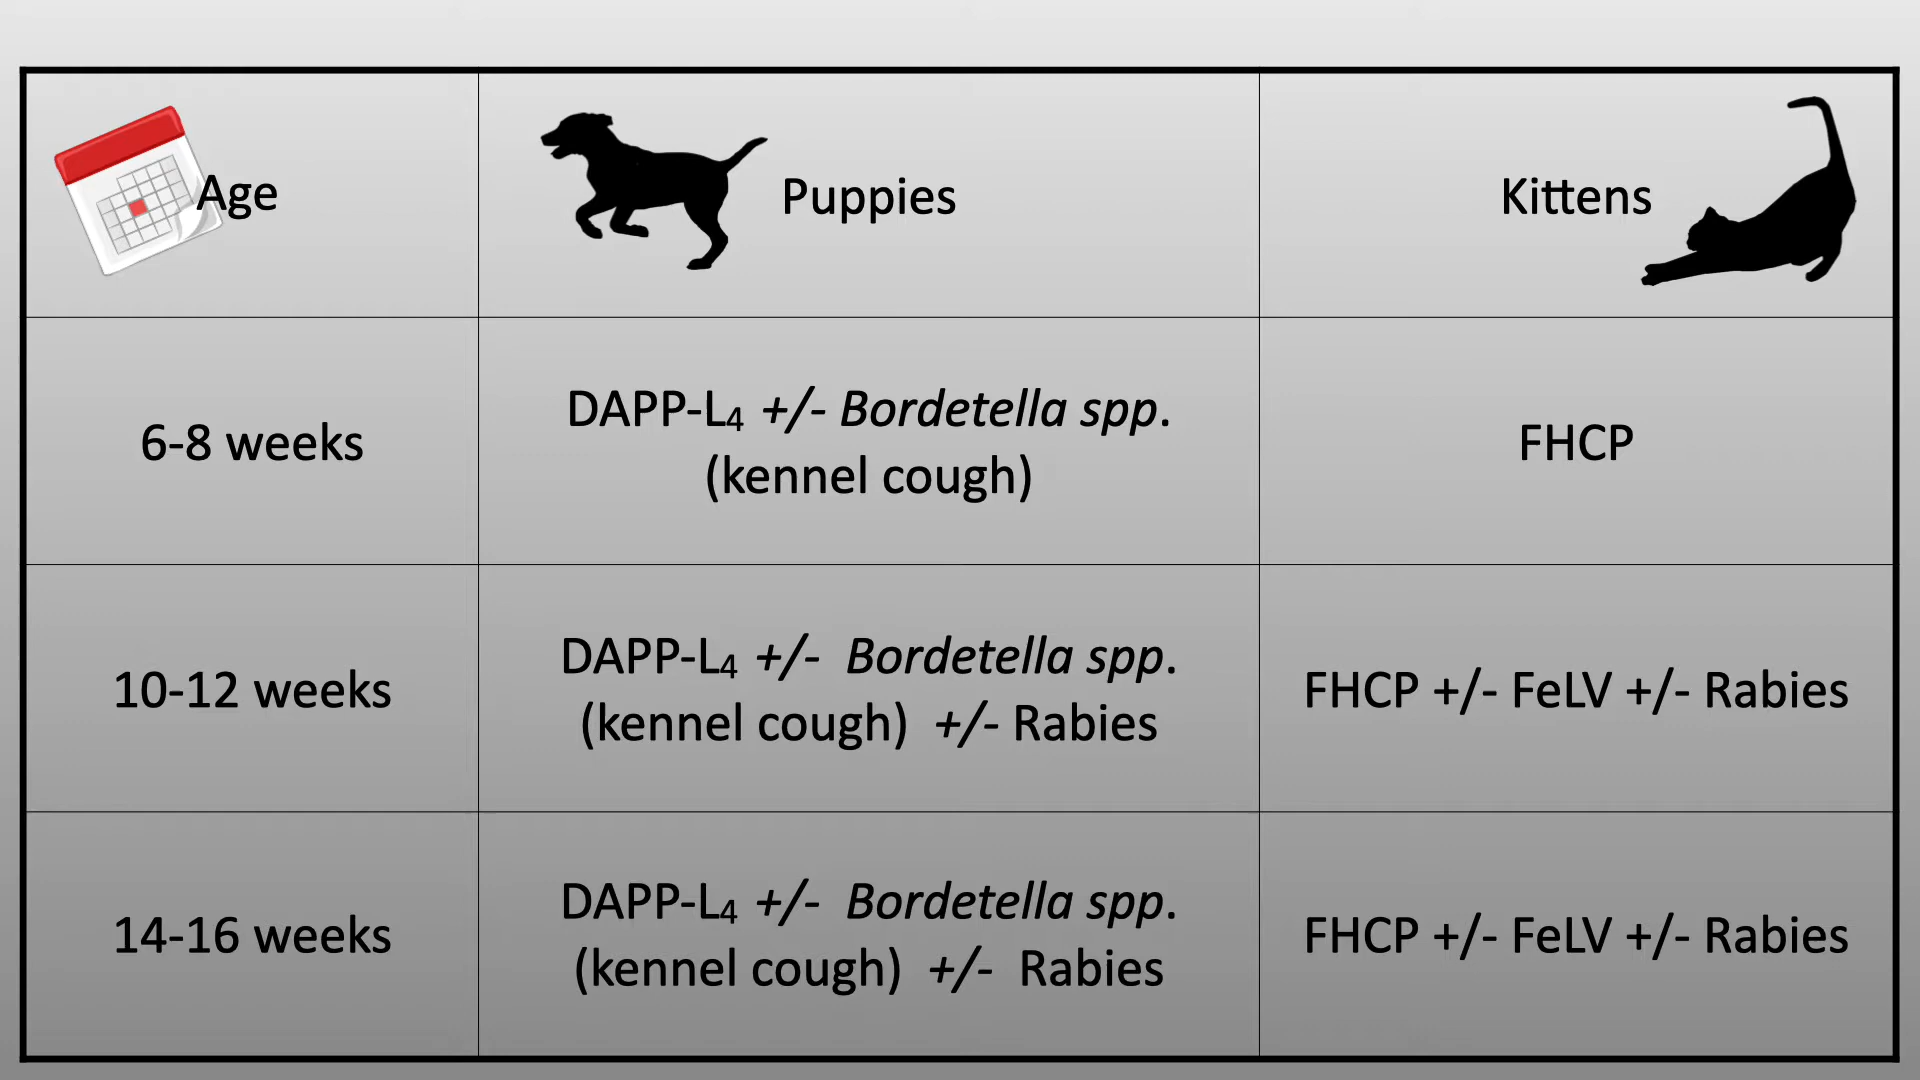 Age
Puppies
Kittens
6-8 weeks
DAPP-L₄ +/- Bordetella spp.
(kennel cough)
FHCP
10-12 weeks
DAPP-L₄ +/- Bordetella spp.
(kennel cough) +/- Rabies
FHCP +/- FeLV +/- Rabies
14-16 weeks
DAPP-L₄ +/- Bordetella spp.
(kennel cough) +/- Rabies
FHCP +/- FeLV +/- Rabies